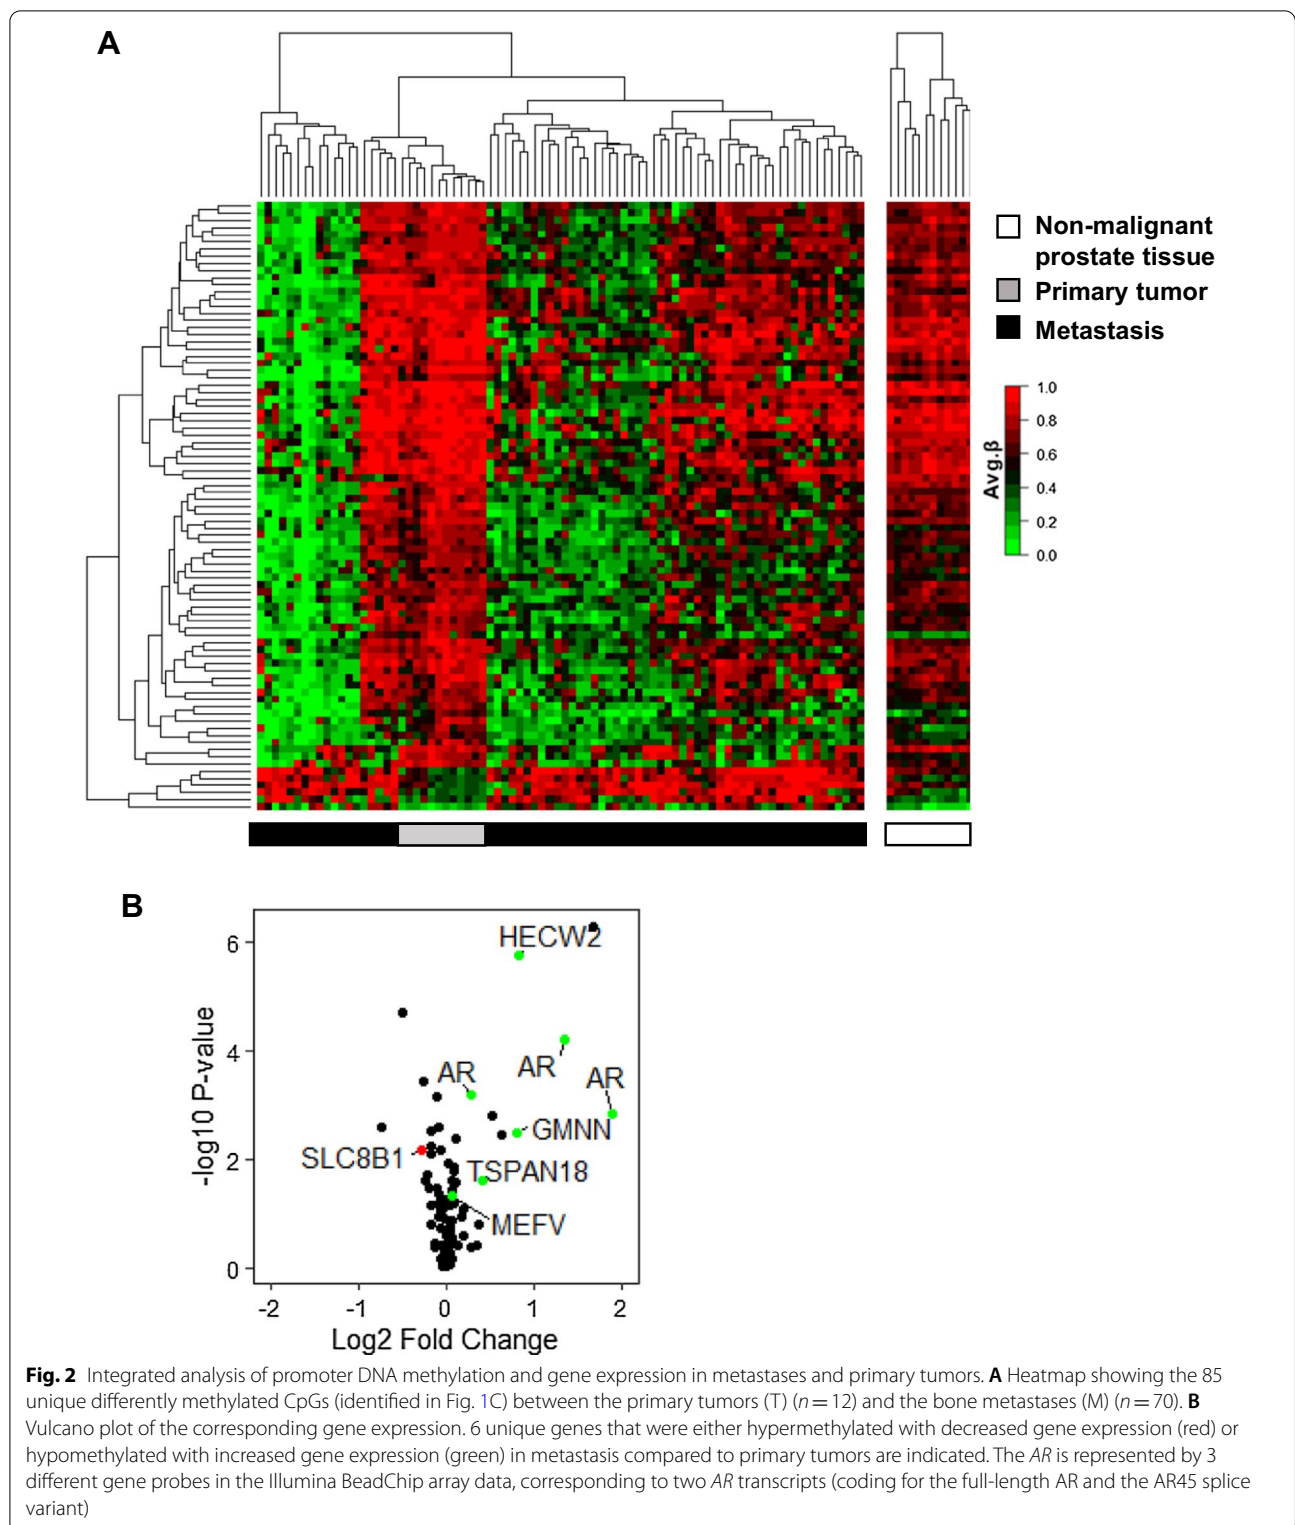 A
Non-malignant
prostate tissue
Primary tumor
Metastasis
1.0
0.8
0.6
0.4
0.2
0.0
Avg.β
B
HECW2
AR
AR
AR
GMNN
SLC8B1
TSPAN18
MEFV
6
4
2
0
-log10 P-value
-2 -1 0 1 2
Log2 Fold Change
Fig. 2 Integrated analysis of promoter DNA methylation and gene expression in metastases and primary tumors. A Heatmap showing the 85
unique differently methylated CpGs (identified in Fig. 1C) between the primary tumors (T) (n = 12) and the bone metastases (M) (n = 70). B
Vulcano plot of the corresponding gene expression. 6 unique genes that were either hypermethylated with decreased gene expression (red) or
hypomethylated with increased gene expression (green) in metastasis compared to primary tumors are indicated. The AR is represented by 3
different gene probes in the Illumina BeadChip array data, corresponding to two AR transcripts (coding for the full-length AR and the AR45 splice
variant)